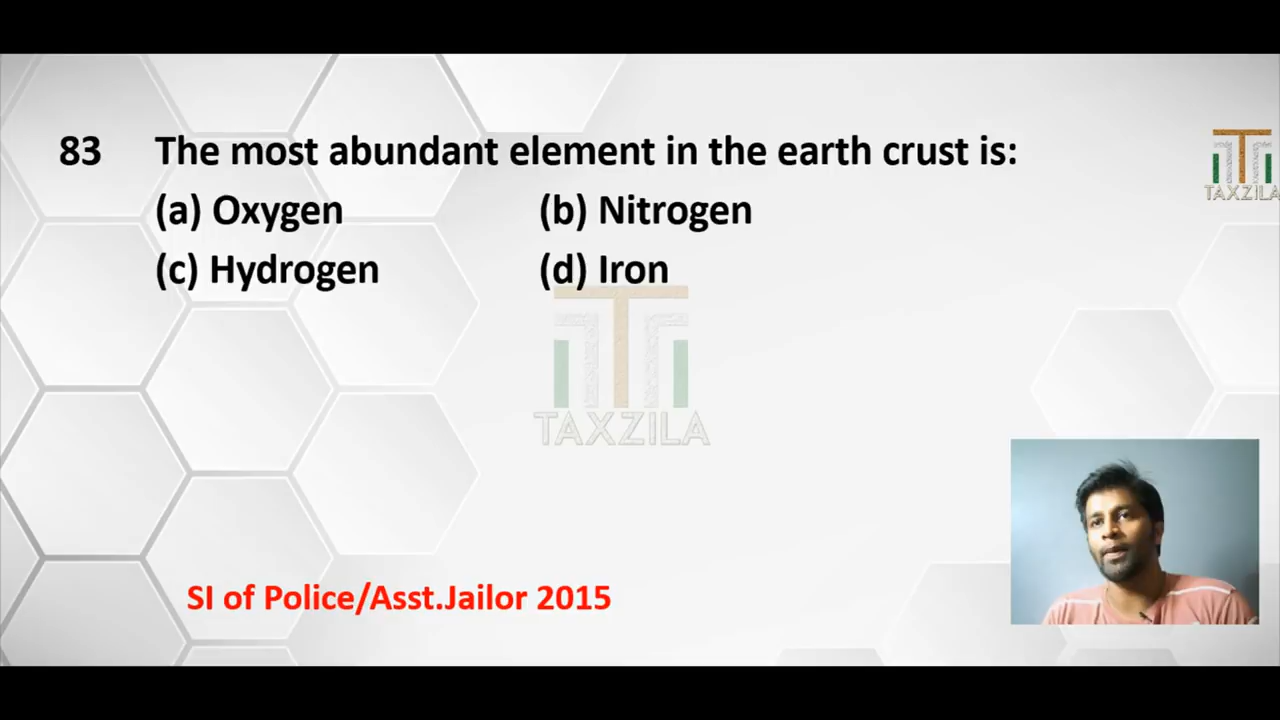 83 The most abundant element in the earth crust is:
(a) Oxygen (b) Nitrogen
(c) Hydrogen (d) Iron
TAXZILA
TAXZILA
SI of Police/Asst.Jailor 2015